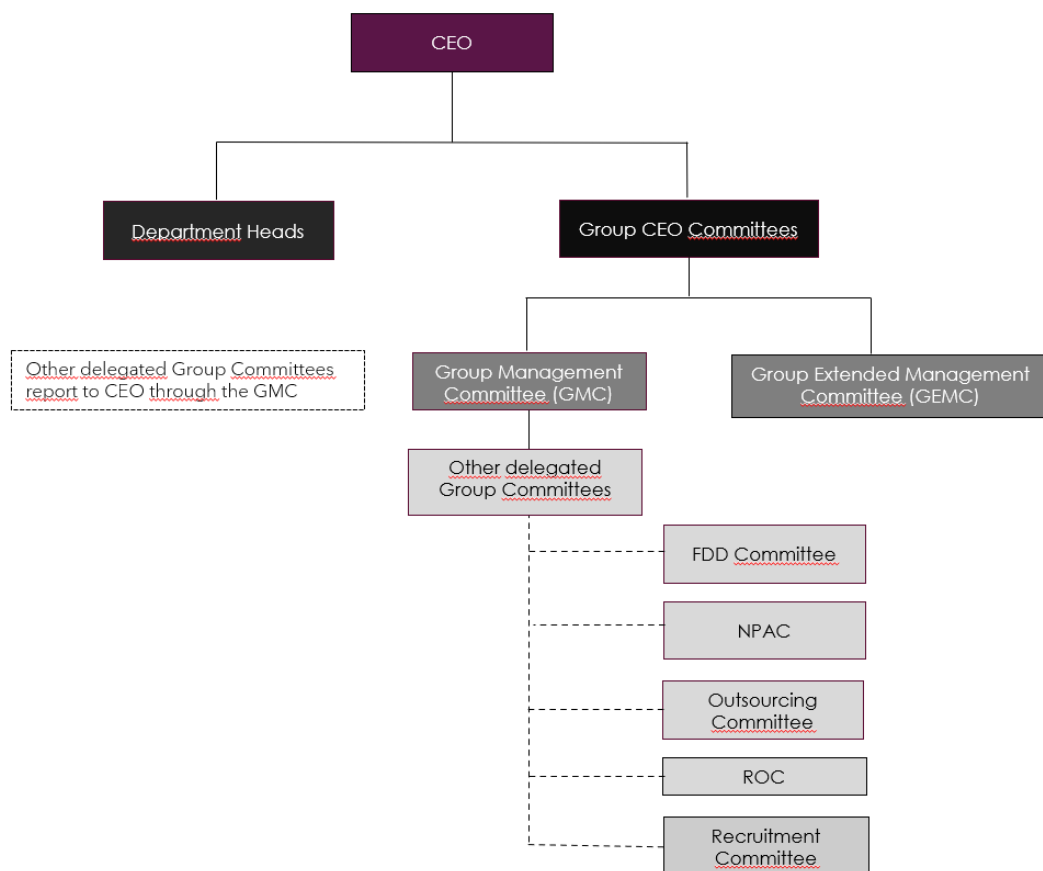 CEO
Department Heads
Group CEO Committees
Other delegated Group Committees
report to CEO through the GMC
Group Management
Committee (GMC)
Group Extended Management
Committee (GEMC)
Other delegated
Group Committees
FDD Committee
NPAC
Outsourcing
Committee
ROC
Recruitment
Committee